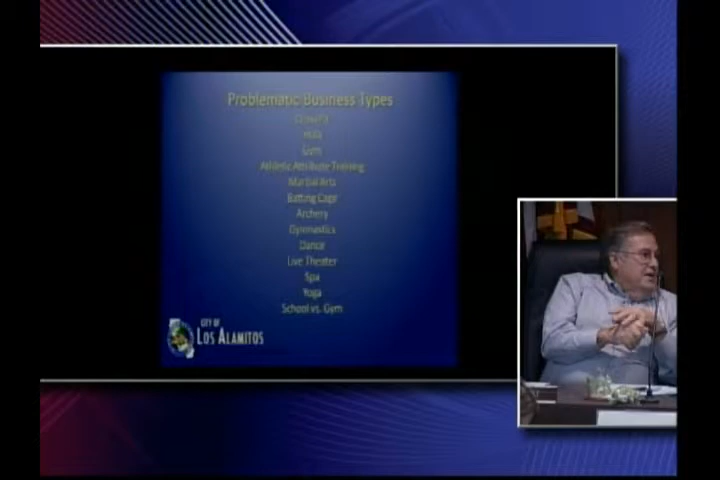 Problematic Business Types
CrossFit
Gym
Athletic Attribute Training
Martial Arts
Batting Cage
Archery
Gymnastics
Dance
Live Theater
Spa
Yoga
School vs. Gym
CITY OF
LOS ALAMITOS